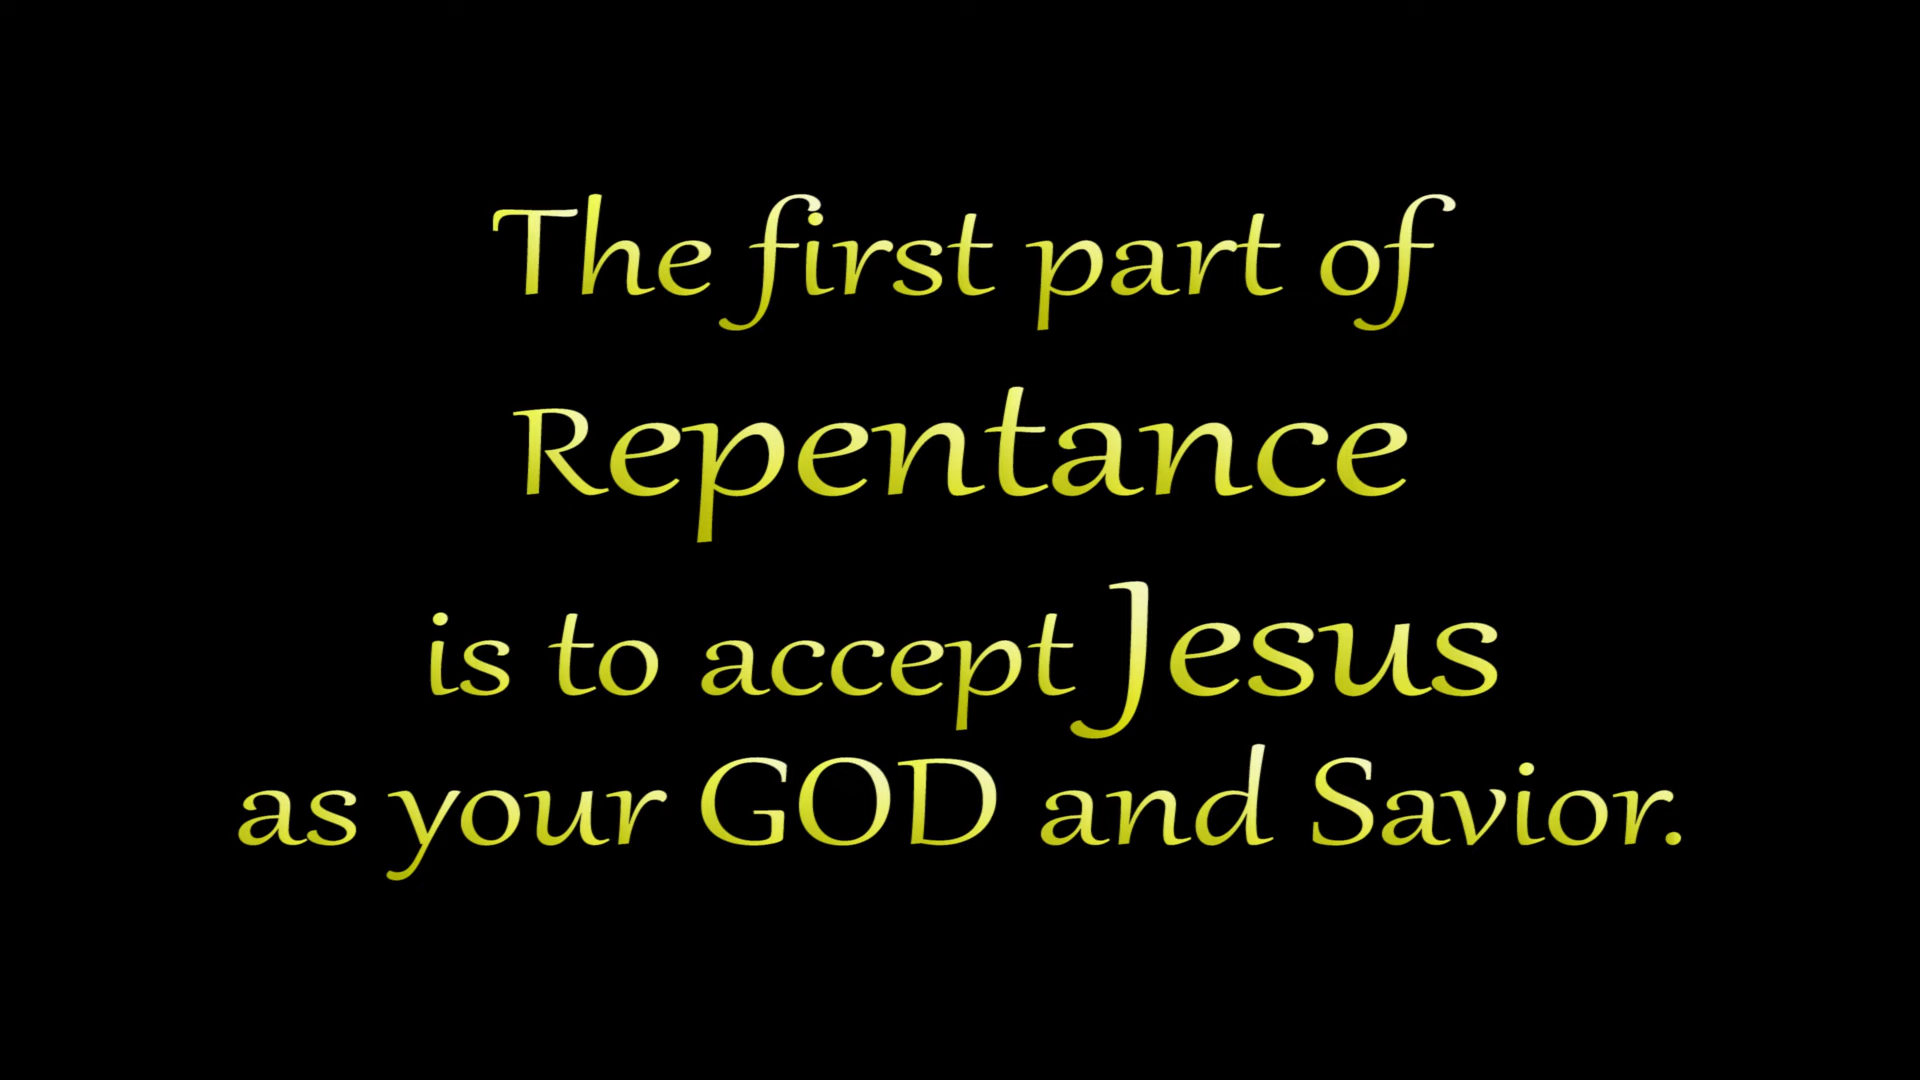 The first part of
Repentance
is to accept Jesus
as your GOD and Savior.